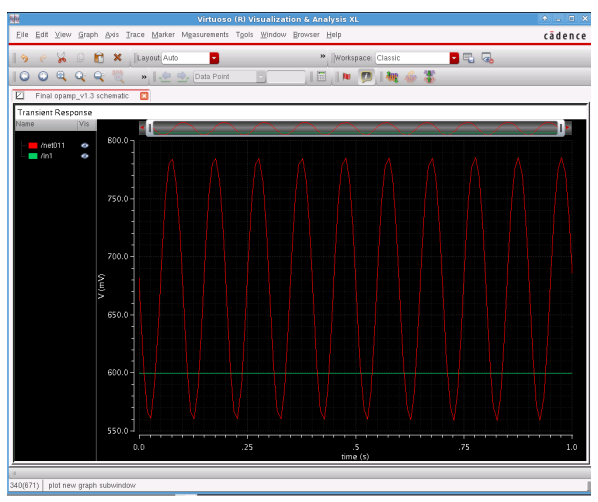 Virtuoso (R) Visualization & Analysis XL
File Edit View Graph Axis Trace Marker Measurements Tools Window Browser Help cādence
Layout: Auto » Workspace: Classic
» Data Point
Final opamp_v1.3 schematic
Transient Response
Name Vis
/net011
/in1
800.0
750.0
700.0
650.0
600.0
550.0
V (mV)
0.0 .25 .5 .75 1.0
time (s)
340(671) plot new graph subwindow